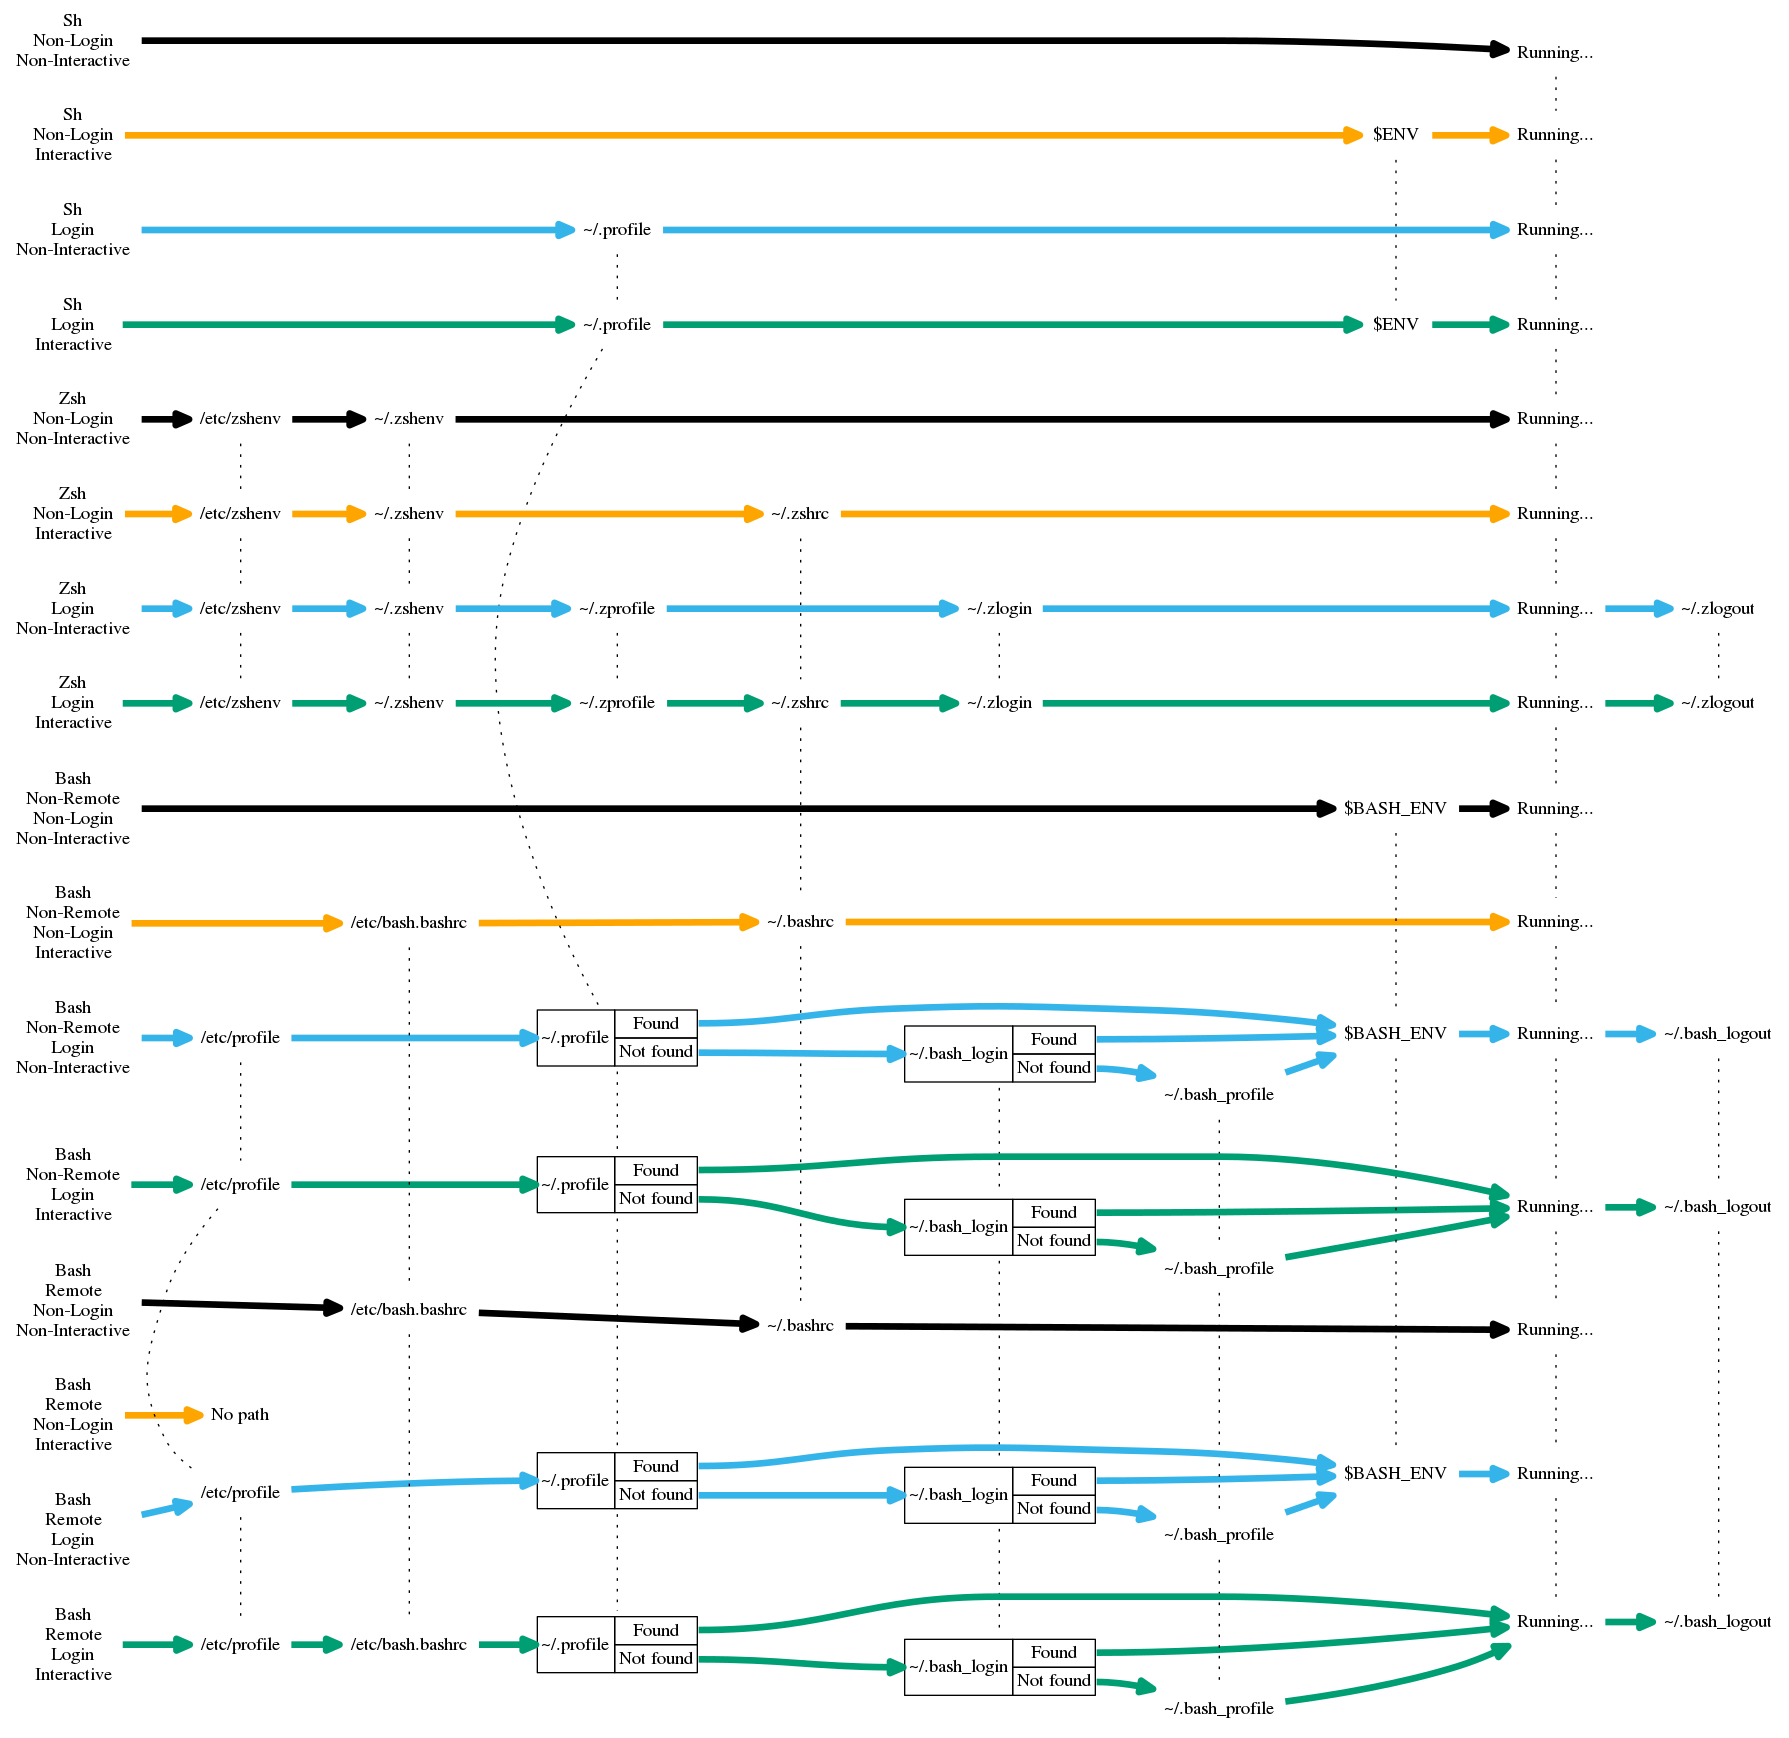 Sh
Non-Login
Non-Interactive
Running...
Sh
Non-Login
Interactive
$ENV
Running...
Sh
Login
Non-Interactive
~/.profile
Running...
Sh
Login
Interactive
~/.profile
$ENV
Running...
Zsh
Non-Login
Non-Interactive
/etc/zshenv
~/.zshenv
Running...
Zsh
Non-Login
Interactive
/etc/zshenv
~/.zshenv
~/.zshrc
Running...
Zsh
Login
Non-Interactive
/etc/zshenv
~/.zshenv
~/.zprofile
~/.zlogin
Running...
~/.zlogout
Zsh
Login
Interactive
/etc/zshenv
~/.zshenv
~/.zprofile
~/.zshrc
~/.zlogin
Running...
~/.zlogout
Bash
Non-Remote
Non-Login
Non-Interactive
$BASH_ENV
Running...
Bash
Non-Remote
Non-Login
Interactive
/etc/bash.bashrc
~/.bashrc
Running...
Bash
Non-Remote
Login
Non-Interactive
/etc/profile
~/.profile
Found
Not found
~/.bash_login
Found
Not found
~/.bash_profile
$BASH_ENV
Running...
~/.bash_logout
Bash
Non-Remote
Login
Interactive
/etc/profile
~/.profile
Found
Not found
~/.bash_login
Found
Not found
~/.bash_profile
Running...
~/.bash_logout
Bash
Remote
Non-Login
Non-Interactive
/etc/bash.bashrc
~/.bashrc
Running...
Bash
Remote
Non-Login
Interactive
No path
Bash
Remote
Login
Non-Interactive
/etc/profile
~/.profile
Found
Not found
~/.bash_login
Found
Not found
~/.bash_profile
$BASH_ENV
Running...
Bash
Remote
Login
Interactive
/etc/profile
/etc/bash.bashrc
~/.profile
Found
Not found
~/.bash_login
Found
Not found
~/.bash_profile
Running...
~/.bash_logout